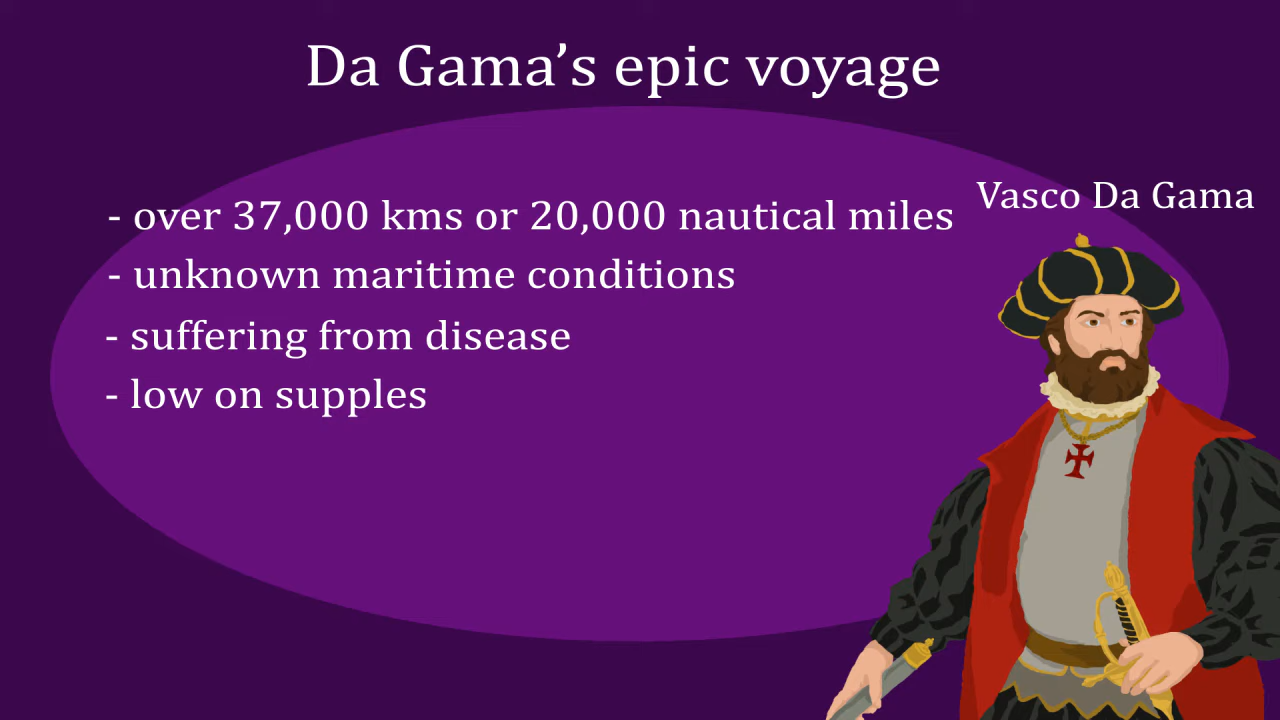 Da Gama’s epic voyage
Vasco Da Gama
- over 37,000 kms or 20,000 nautical miles
- unknown maritime conditions
- suffering from disease
- low on supples